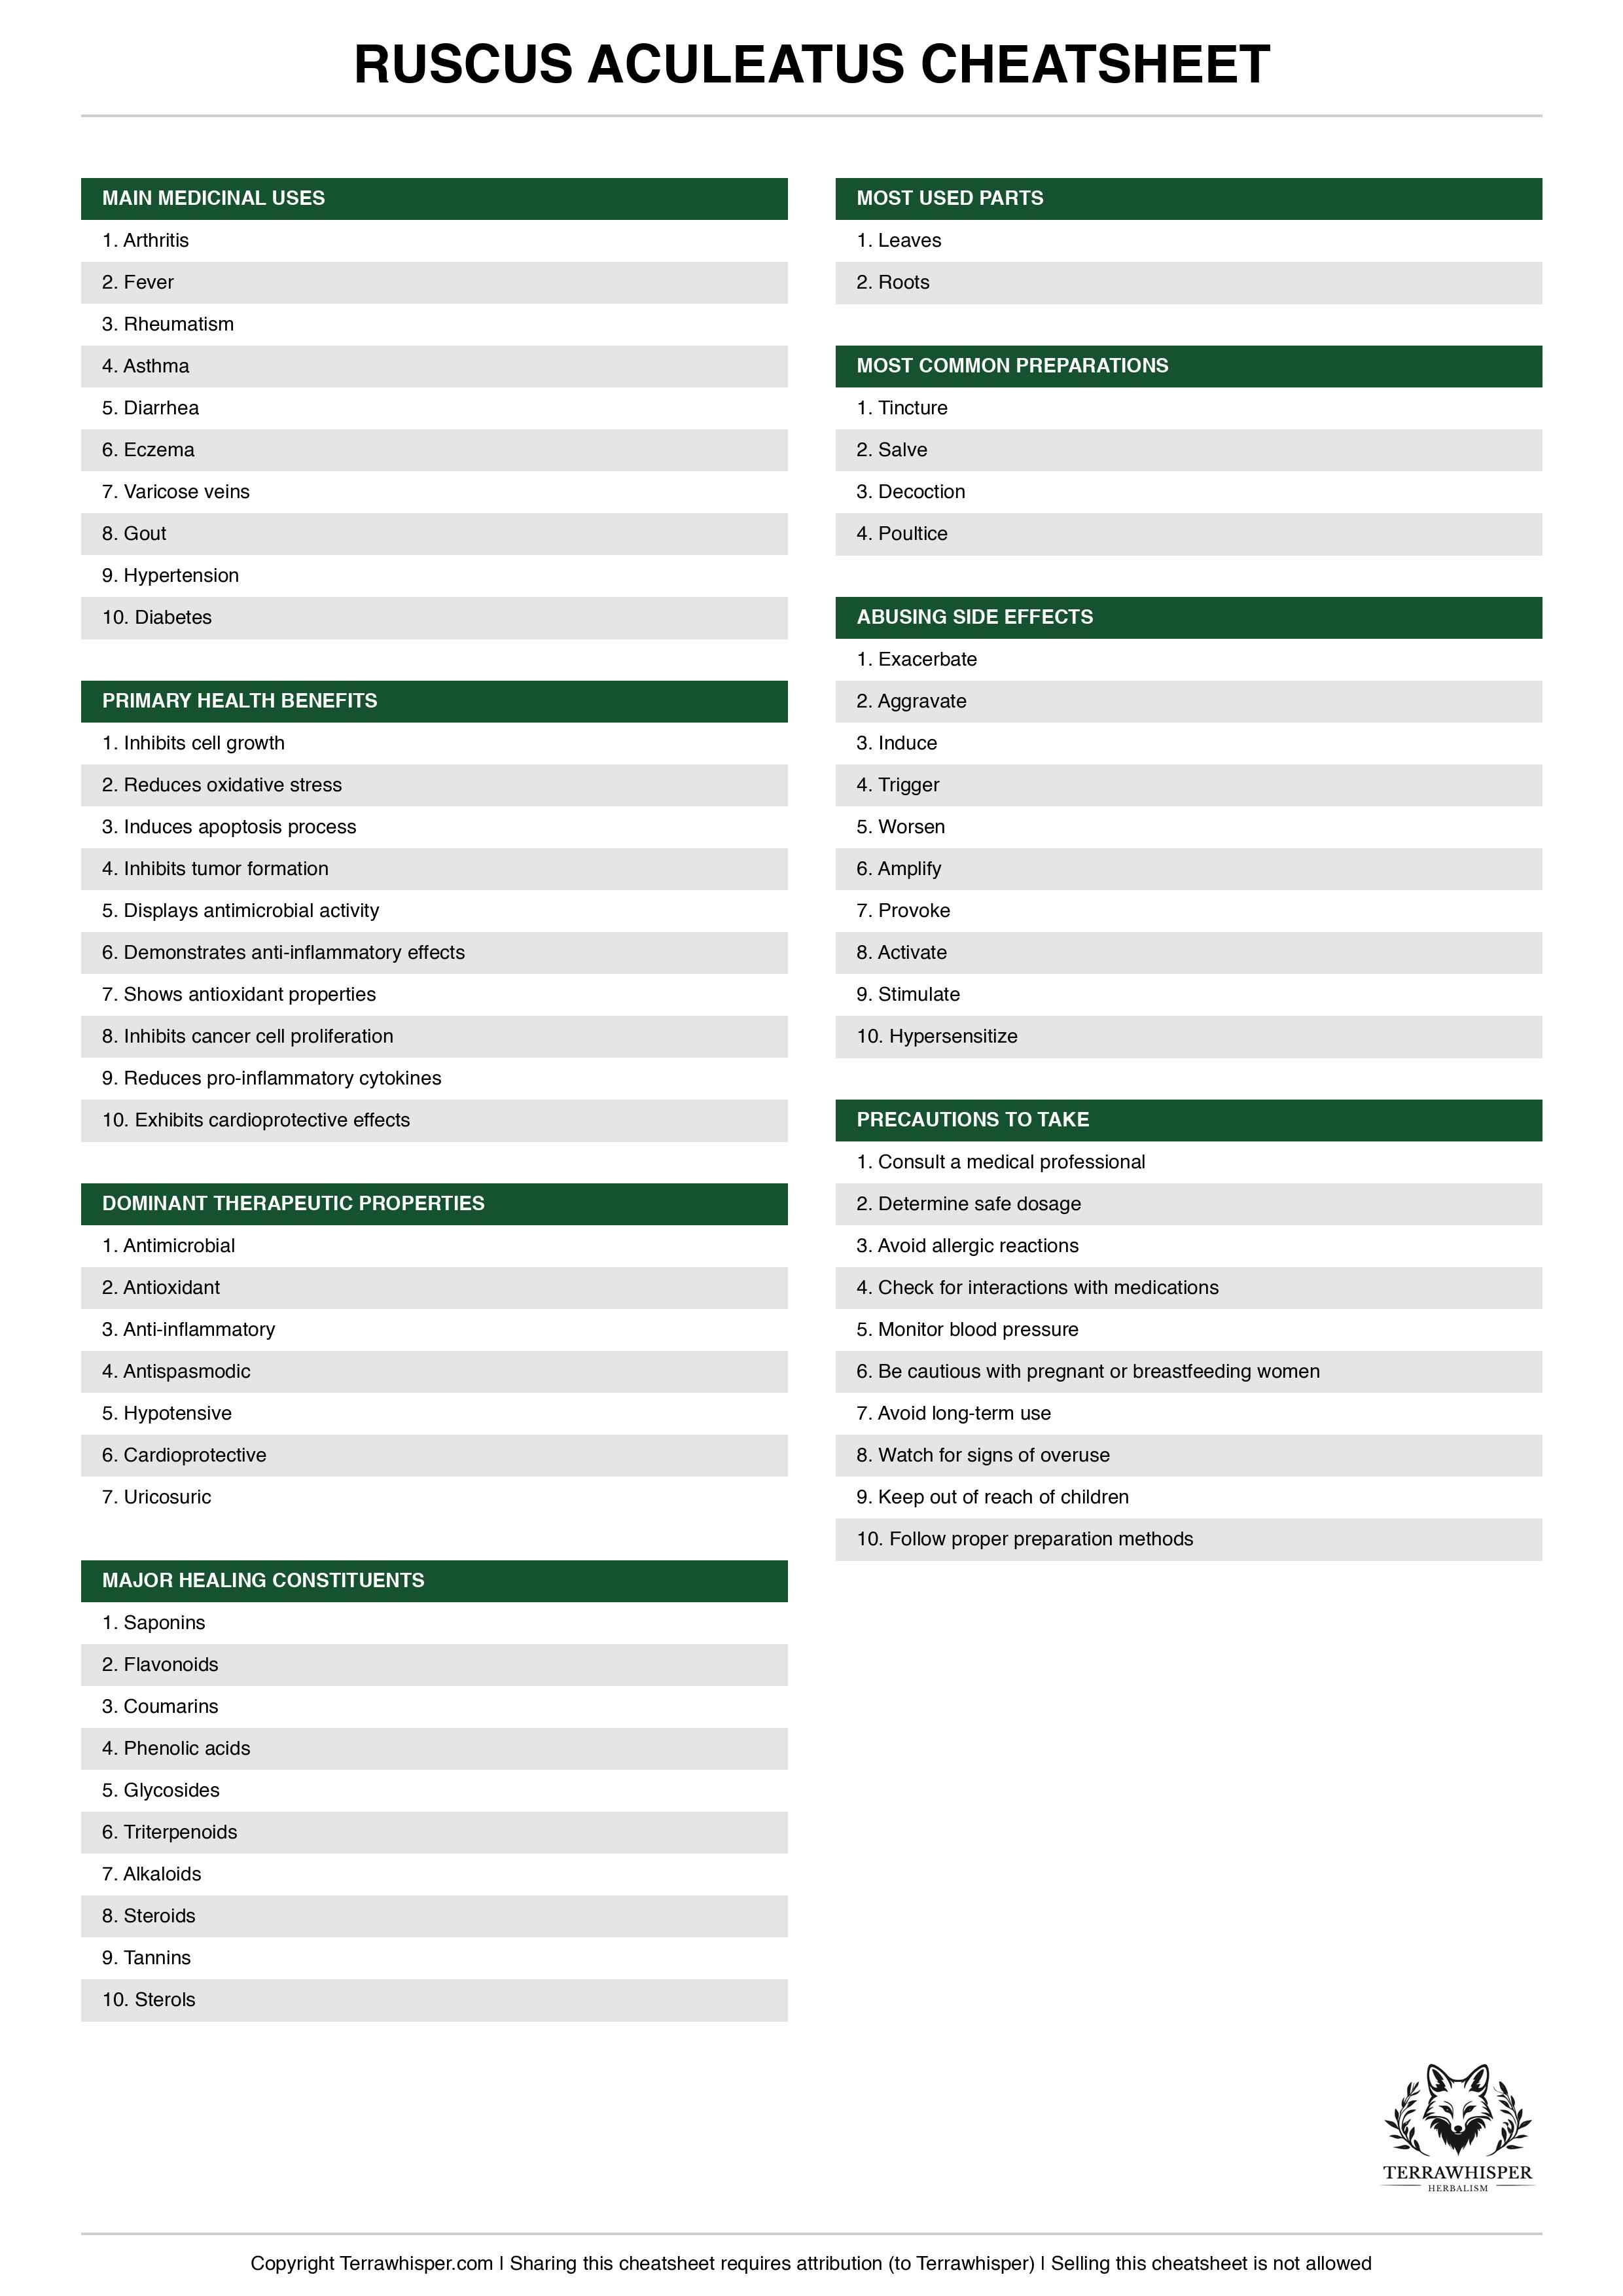 RUSCUS ACULEATUS CHEATSHEET
MAIN MEDICINAL USES
1. Arthritis
2. Fever
3. Rheumatism
4. Asthma
5. Diarrhea
6. Eczema
7. Varicose veins
8. Gout
9. Hypertension
10. Diabetes
PRIMARY HEALTH BENEFITS
1. Inhibits cell growth
2. Reduces oxidative stress
3. Induces apoptosis process
4. Inhibits tumor formation
5. Displays antimicrobial activity
6. Demonstrates anti-inflammatory effects
7. Shows antioxidant properties
8. Inhibits cancer cell proliferation
9. Reduces pro-inflammatory cytokines
10. Exhibits cardioprotective effects
DOMINANT THERAPEUTIC PROPERTIES
1. Antimicrobial
2. Antioxidant
3. Anti-inflammatory
4. Antispasmodic
5. Hypotensive
6. Cardioprotective
7. Uricosuric
MAJOR HEALING CONSTITUENTS
1. Saponins
2. Flavonoids
3. Coumarins
4. Phenolic acids
5. Glycosides
6. Triterpenoids
7. Alkaloids
8. Steroids
9. Tannins
10. Sterols
MOST USED PARTS
1. Leaves
2. Roots
MOST COMMON PREPARATIONS
1. Tincture
2. Salve
3. Decoction
4. Poultice
ABUSING SIDE EFFECTS
1. Exacerbate
2. Aggravate
3. Induce
4. Trigger
5. Worsen
6. Amplify
7. Provoke
8. Activate
9. Stimulate
10. Hypersensitize
PRECAUTIONS TO TAKE
1. Consult a medical professional
2. Determine safe dosage
3. Avoid allergic reactions
4. Check for interactions with medications
5. Monitor blood pressure
6. Be cautious with pregnant or breastfeeding women
7. Avoid long-term use
8. Watch for signs of overuse
9. Keep out of reach of children
10. Follow proper preparation methods
TERRAWHISPER
HERBALISM
Copyright Terrawhisper.com | Sharing this cheatsheet requires attribution (to Terrawhisper) | Selling this cheatsheet is not allowed